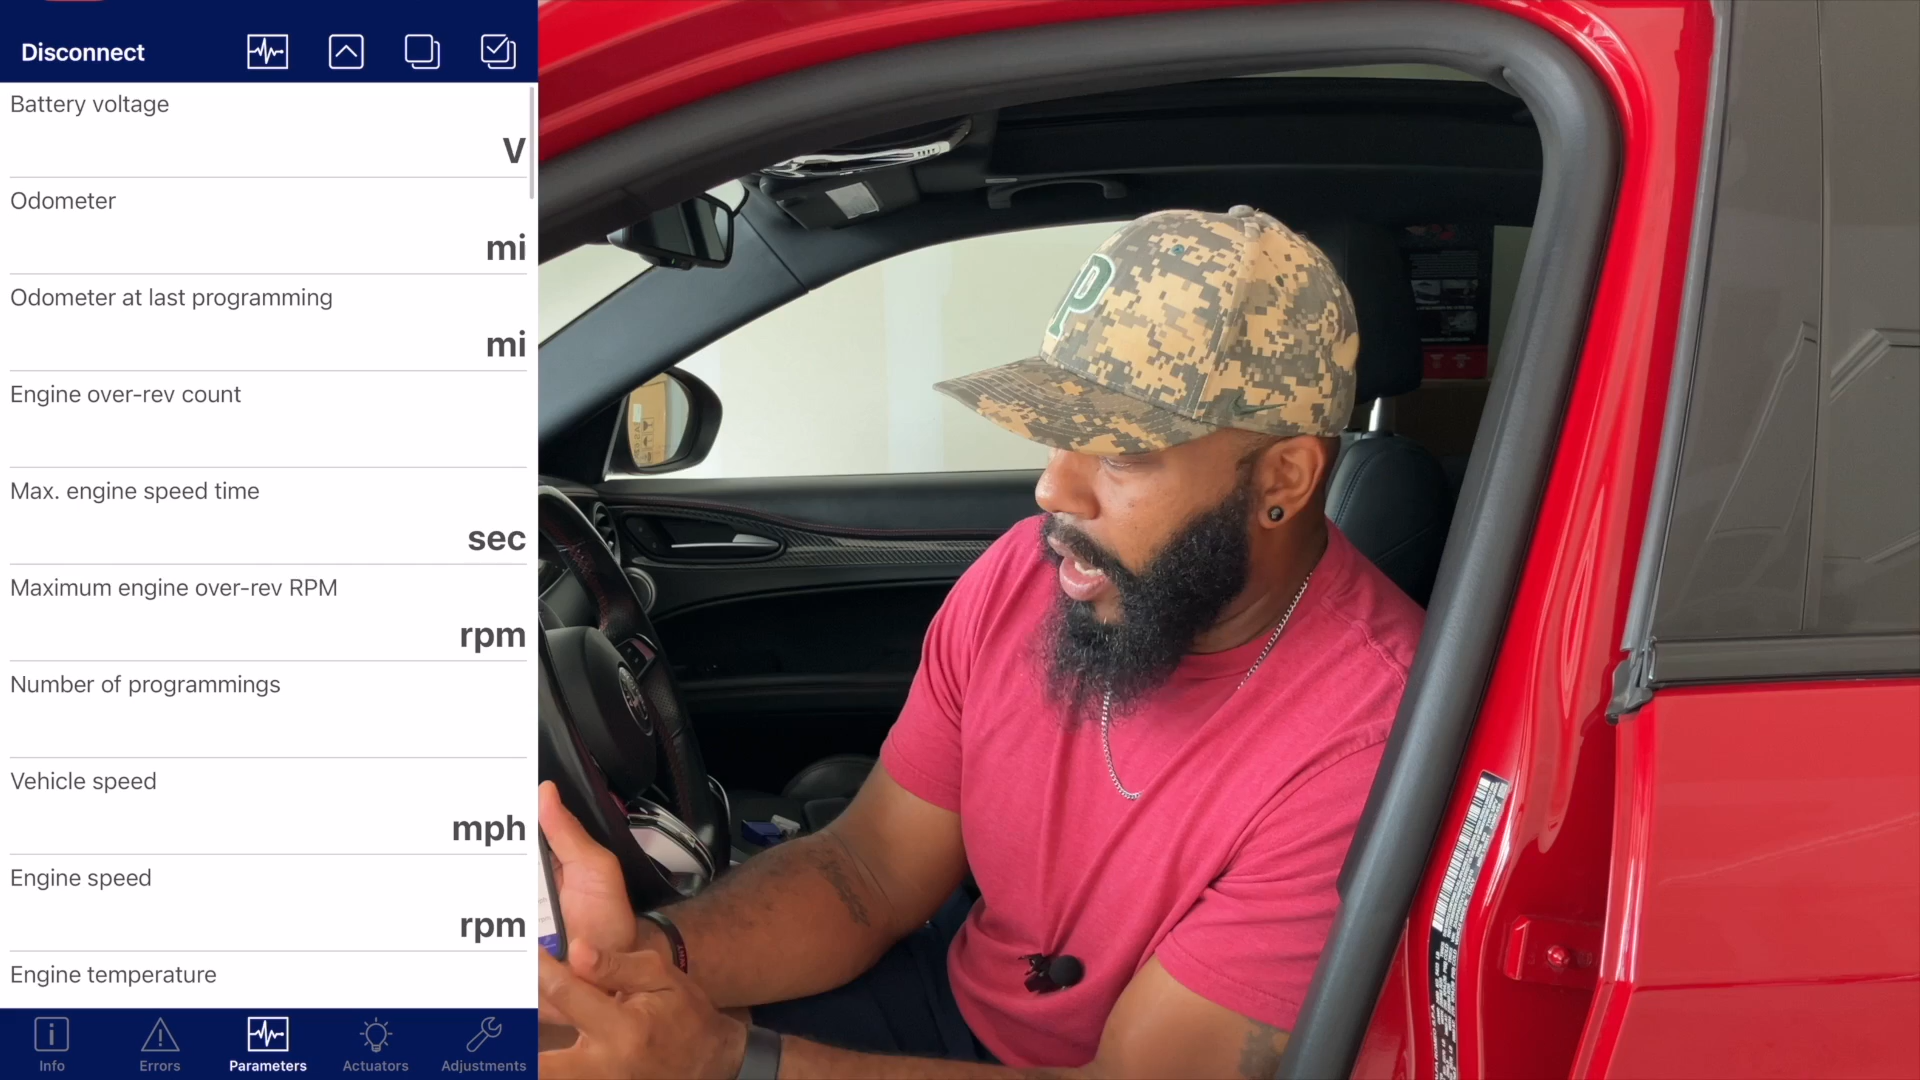 Disconnect
Battery voltage
V
Odometer
mi
Odometer at last programming
mi
Engine over-rev count
Max. engine speed time
sec
Maximum engine over-rev RPM
rpm
Number of programmings
Vehicle speed
mph
Engine speed
rpm
Engine temperature
Info
Errors
Parameters
Actuators
Adjustments
P